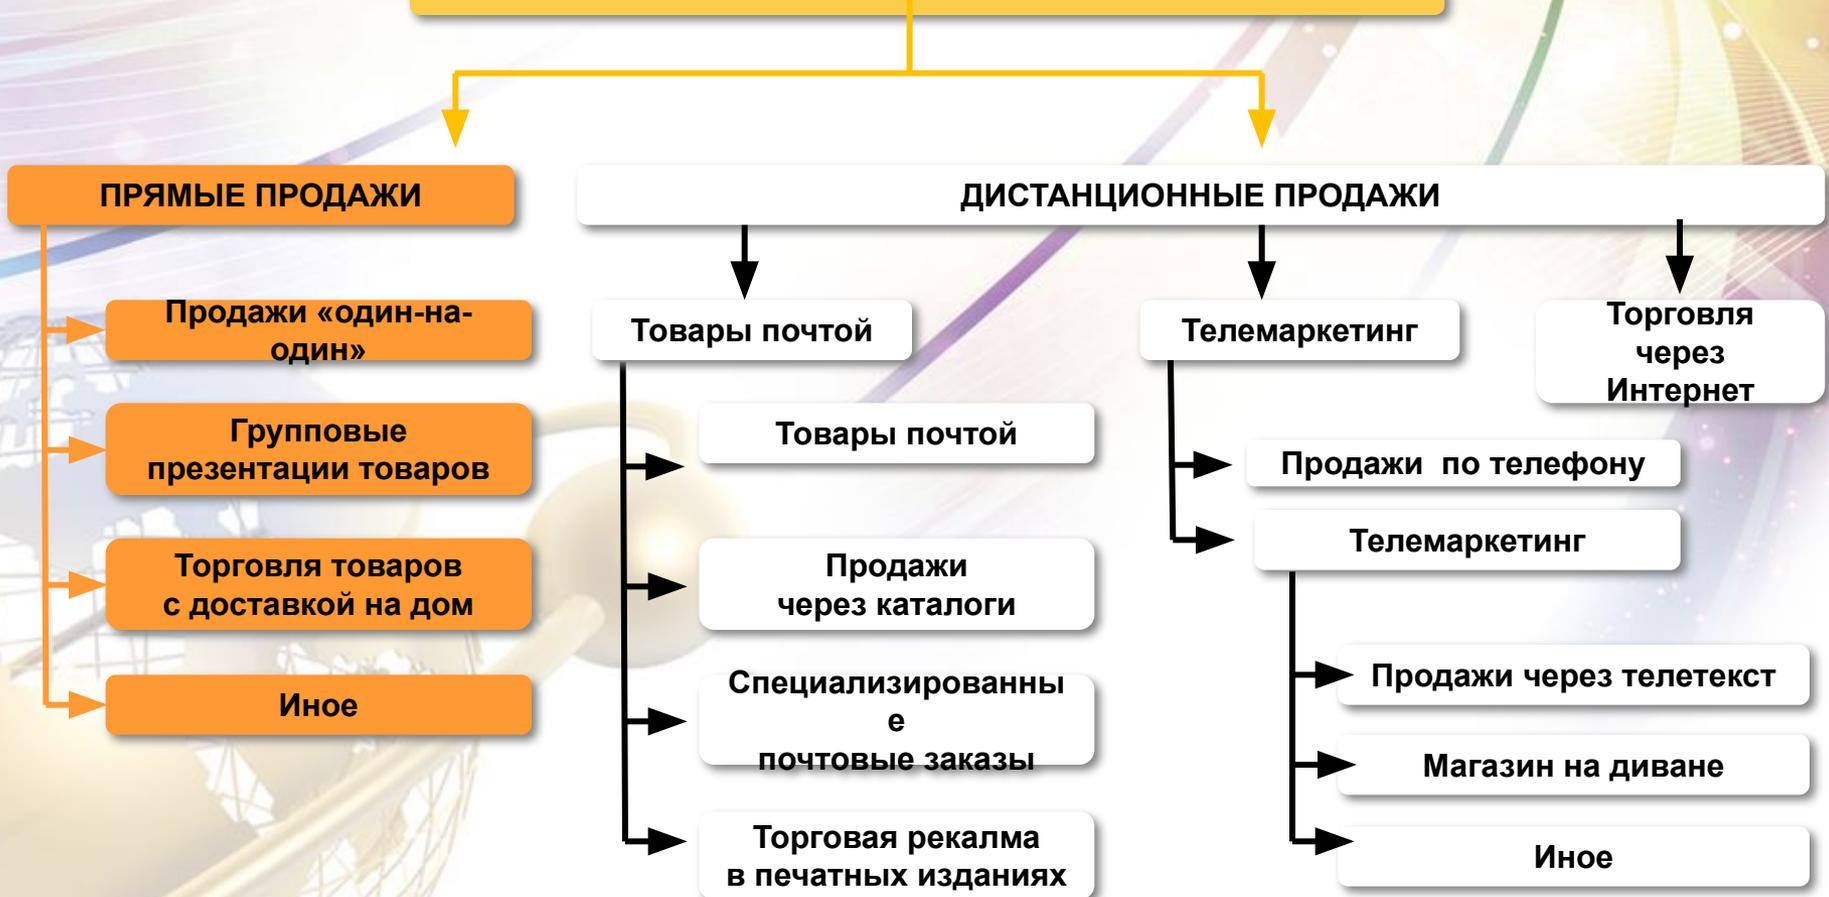 ПРЯМЫЕ ПРОДАЖИ
ДИСТАНЦИОННЫЕ ПРОДАЖИ
Продажи «один-на-
один»
Групповые
презентации товаров
Торговля товаров
с доставкой на дом
Иное
Товары почтой
Товары почтой
Продажи
через каталоги
Специализированны
е
почтовые заказы
Торговая рекалма
в печатных изданиях
Телемаркетинг
Продажи по телефону
Телемаркетинг
Продажи через телетекст
Магазин на диване
Иное
Торговля
через
Интернет